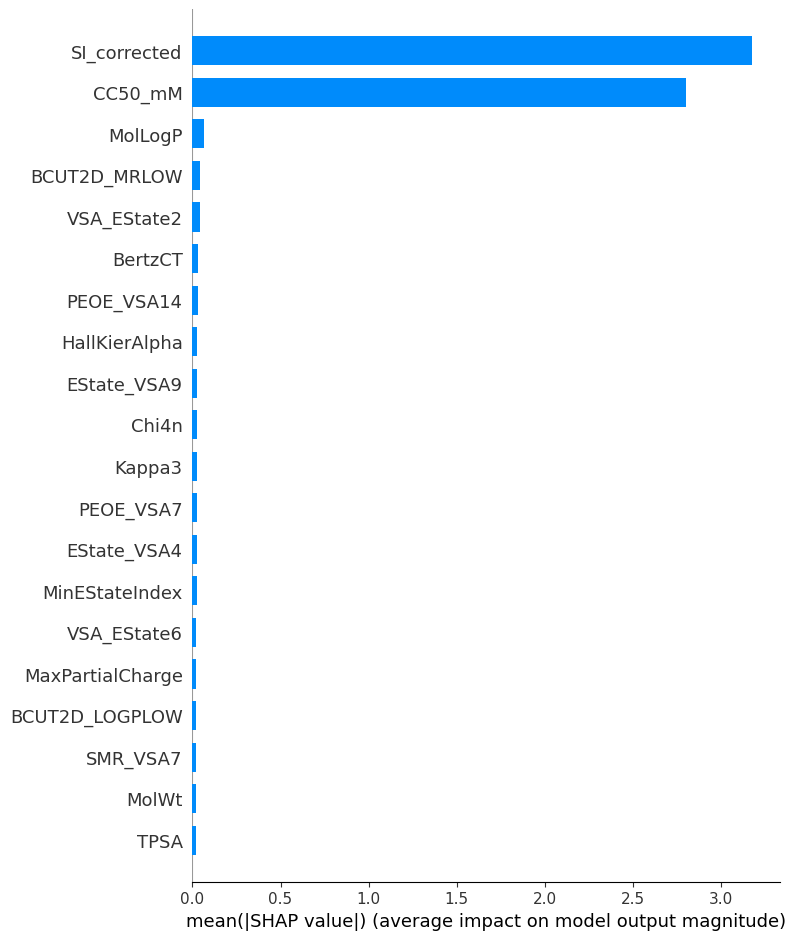 SI_corrected
CC50_mM
MolLogP
BCUT2D_MRLOW
VSA_EState2
BertzCT
PEOE_VSA14
HallKierAlpha
EState_VSA9
Chi4n
Kappa3
PEOE_VSA7
EState_VSA4
MinEStateIndex
VSA_EState6
MaxPartialCharge
BCUT2D_LOGPLOW
SMR_VSA7
MolWt
TPSA
0.0 0.5 1.0 1.5 2.0 2.5 3.0
mean(|SHAP value|) (average impact on model output magnitude)